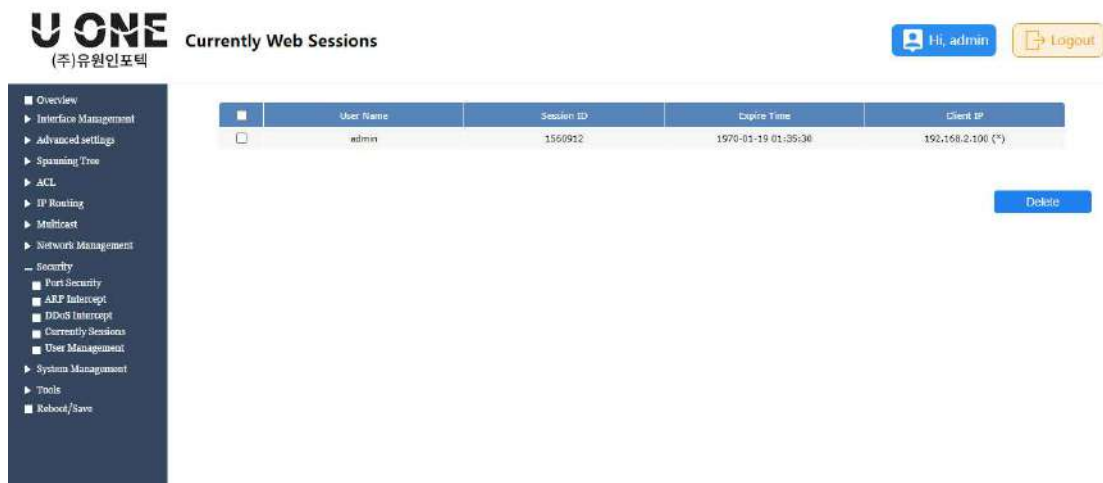 U ONE
(주)유원인포텍
Currently Web Sessions
Hi, admin
Logout
Overview
Interface Management
Advanced settings
Spanning Tree
ACL
IP Routing
Multicast
Network Management
Security
Port Security
ARP Intercept
DDoS Intercept
Currently Sessions
User Management
System Management
Tools
Reboot/Save
User Name Session ID Expire Time Client IP
admin 1560912 1970-01-19 01:35:30 192.168.2.100 (*)
Delete